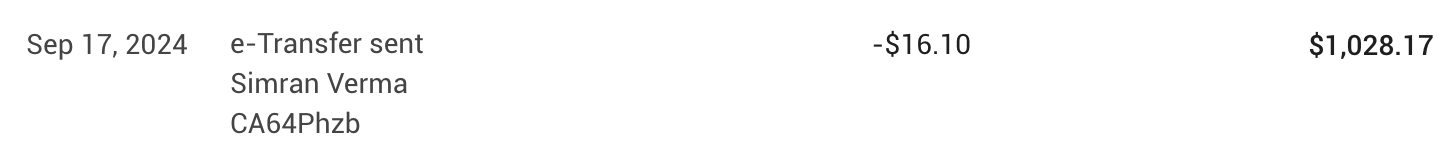 Sep 17, 2024 e-Transfer sent -$16.10 $1,028.17
Simran Verma
CA64Phzb